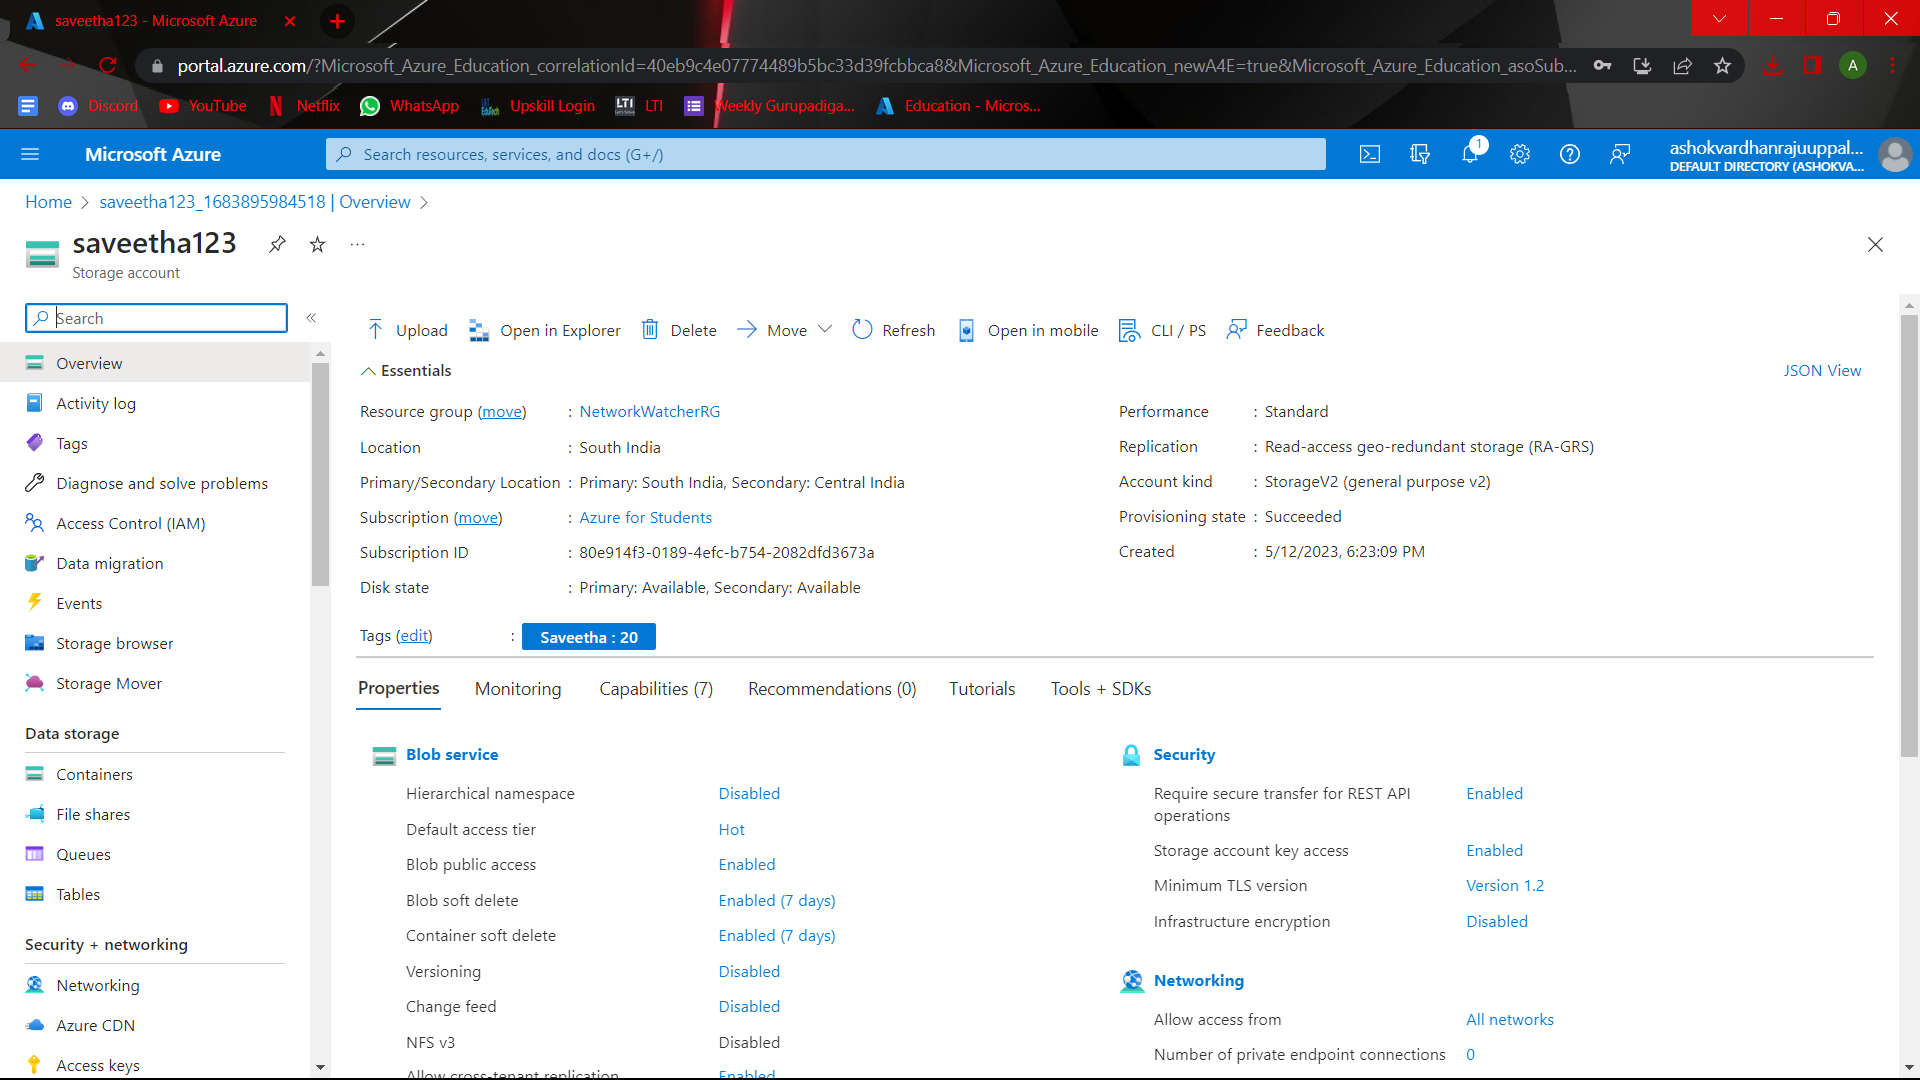 saveetha123 - Microsoft Azure
portal.azure.com/?Microsoft_Azure_Education_correlationId=40eb9c4e07774489b5bc33d39fcbbca8&Microsoft_Azure_Education_newA4E=true&Microsoft_Azure_Education_asoSub...
A
Discord
YouTube
Netflix
WhatsApp
Upskill Login
LTI
LTI
Weekly Gurupadiga...
Education - Micros...
Microsoft Azure
Search resources, services, and docs (G+/)
1
ashokvardhanrajuuppal...
DEFAULT DIRECTORY (ASHOKVA...
Home > saveetha123_1683895984518 | Overview >
saveetha123
Storage account
Search
Upload
Open in Explorer
Delete
Move
Refresh
Open in mobile
CLI / PS
Feedback
Overview
Activity log
Tags
Diagnose and solve problems
Access Control (IAM)
Data migration
Events
Storage browser
Storage Mover
Data storage
Containers
File shares
Queues
Tables
Security + networking
Networking
Azure CDN
Access keys
Essentials
JSON View
Resource group (move) : NetworkWatcherRG
Location : South India
Primary/Secondary Location : Primary: South India, Secondary: Central India
Subscription (move) : Azure for Students
Subscription ID : 80e914f3-0189-4efc-b754-2082dfd3673a
Disk state : Primary: Available, Secondary: Available
Performance : Standard
Replication : Read-access geo-redundant storage (RA-GRS)
Account kind : StorageV2 (general purpose v2)
Provisioning state : Succeeded
Created : 5/12/2023, 6:23:09 PM
Tags (edit) : Saveetha : 20
Properties
Monitoring
Capabilities (7)
Recommendations (0)
Tutorials
Tools + SDKs
Blob service
Hierarchical namespace Disabled
Default access tier Hot
Blob public access Enabled
Blob soft delete Enabled (7 days)
Container soft delete Enabled (7 days)
Versioning Disabled
Change feed Disabled
NFS v3 Disabled
Allow cross-tenant replication Enabled
Security
Require secure transfer for REST API Enabled
operations
Storage account key access Enabled
Minimum TLS version Version 1.2
Infrastructure encryption Disabled
Networking
Allow access from All networks
Number of private endpoint connections 0